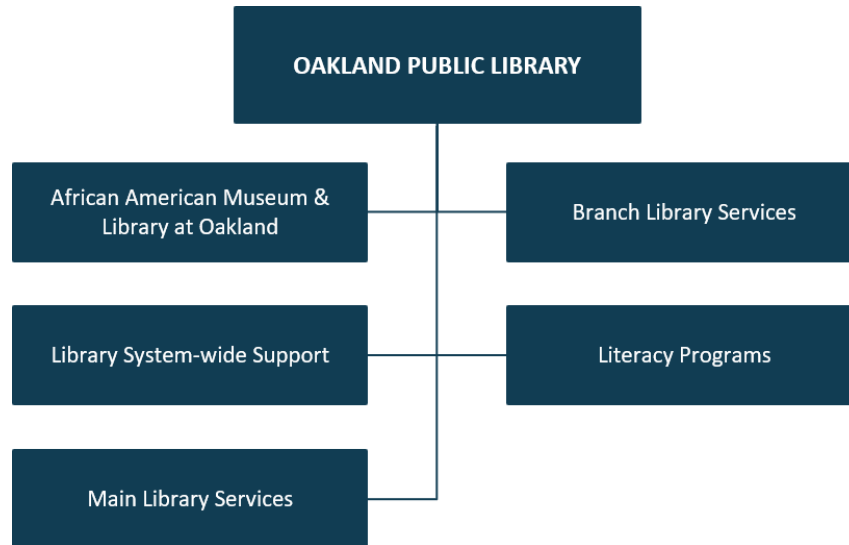 OAKLAND PUBLIC LIBRARY
African American Museum &
Library at Oakland
Branch Library Services
Library System-wide Support
Literacy Programs
Main Library Services